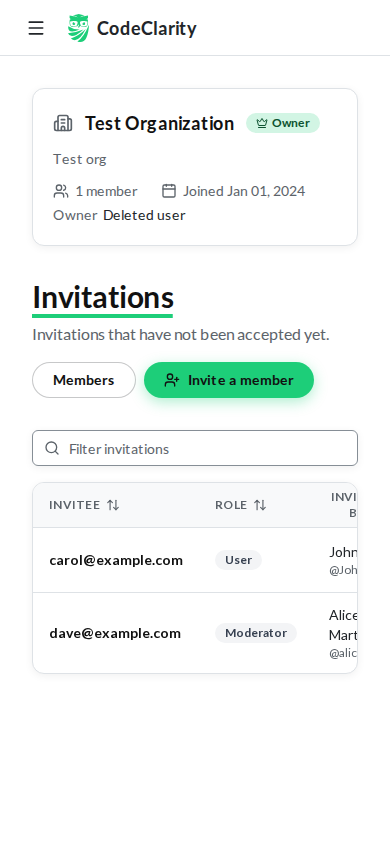 CodeClarity
Test Organization Owner
Test org
1 member Joined Jan 01, 2024
Owner Deleted user
Invitations
Invitations that have not been accepted yet.
Members Invite a member
Filter invitations
INVITEE ROLE
carol@example.com User John
dave@example.com Moderator Alice